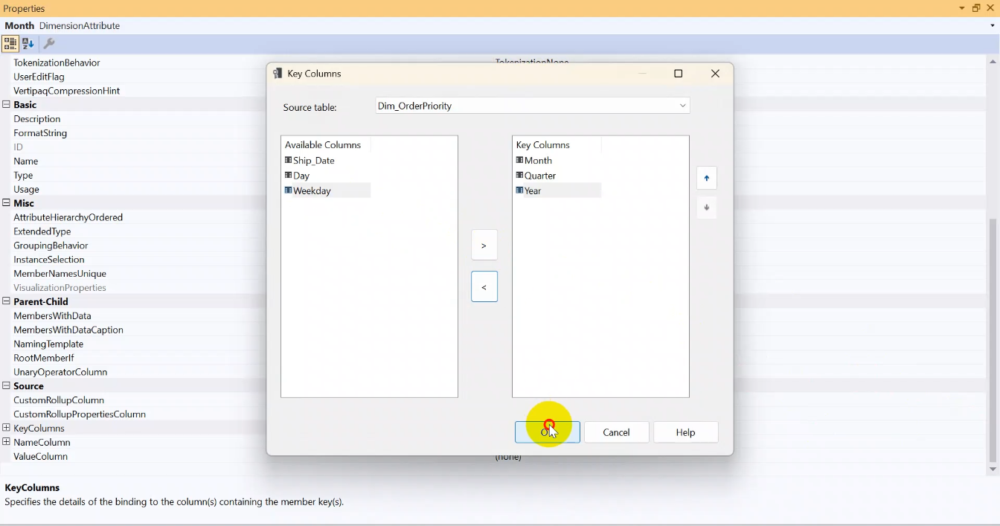 Properties
Month DimensionAttribute
TokenizationBehavior
UserEditFlag
VertipaqCompressionHint
Basic
Description
FormatString
ID
Name
Type
Usage
Misc
AttributeHierarchyOrdered
ExtendedType
GroupingBehavior
InstanceSelection
MemberNamesUnique
VisualizationProperties
Parent-Child
MembersWithData
MembersWithDataCaption
NamingTemplate
RootMemberIf
UnaryOperatorColumn
Source
CustomRollupColumn
CustomRollupPropertiesColumn
KeyColumns
NameColumn
ValueColumn
TokenizationNone
(none)
Key Columns
Source table: Dim_OrderPriority
Available Columns
Ship_Date
Day
Weekday
>
<
Key Columns
Month
Quarter
Year
Cancel
Help
KeyColumns
Specifies the details of the binding to the column(s) containing the member key(s).